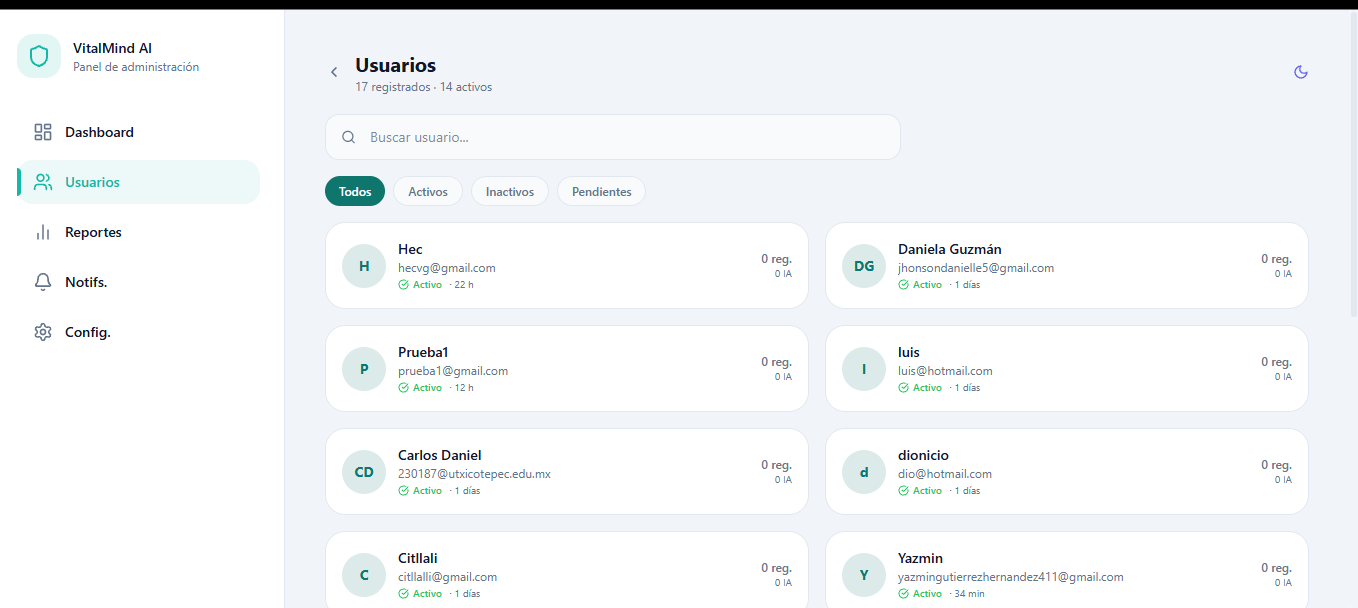 VitalMind AI
Panel de administración
Dashboard
Usuarios
Reportes
Notifs.
Config.
Usuarios
17 registrados · 14 activos
Buscar usuario...
Todos
Activos
Inactivos
Pendientes
H
Hec
hecvg@gmail.com
Activo · 22 h
0 reg.
0 IA
DG
Daniela Guzmán
jhonsondanielle5@gmail.com
Activo · 1 días
0 reg.
0 IA
P
Prueba1
prueba1@gmail.com
Activo · 12 h
0 reg.
0 IA
l
luis
luis@hotmail.com
Activo · 1 días
0 reg.
0 IA
CD
Carlos Daniel
230187@utxicotepec.edu.mx
Activo · 1 días
0 reg.
0 IA
d
dionicio
dio@hotmail.com
Activo · 1 días
0 reg.
0 IA
C
Citllali
citllalli@gmail.com
Activo · 1 días
0 reg.
0 IA
Y
Yazmin
yazmingutierrezhernandez411@gmail.com
Activo · 34 min
0 reg.
0 IA